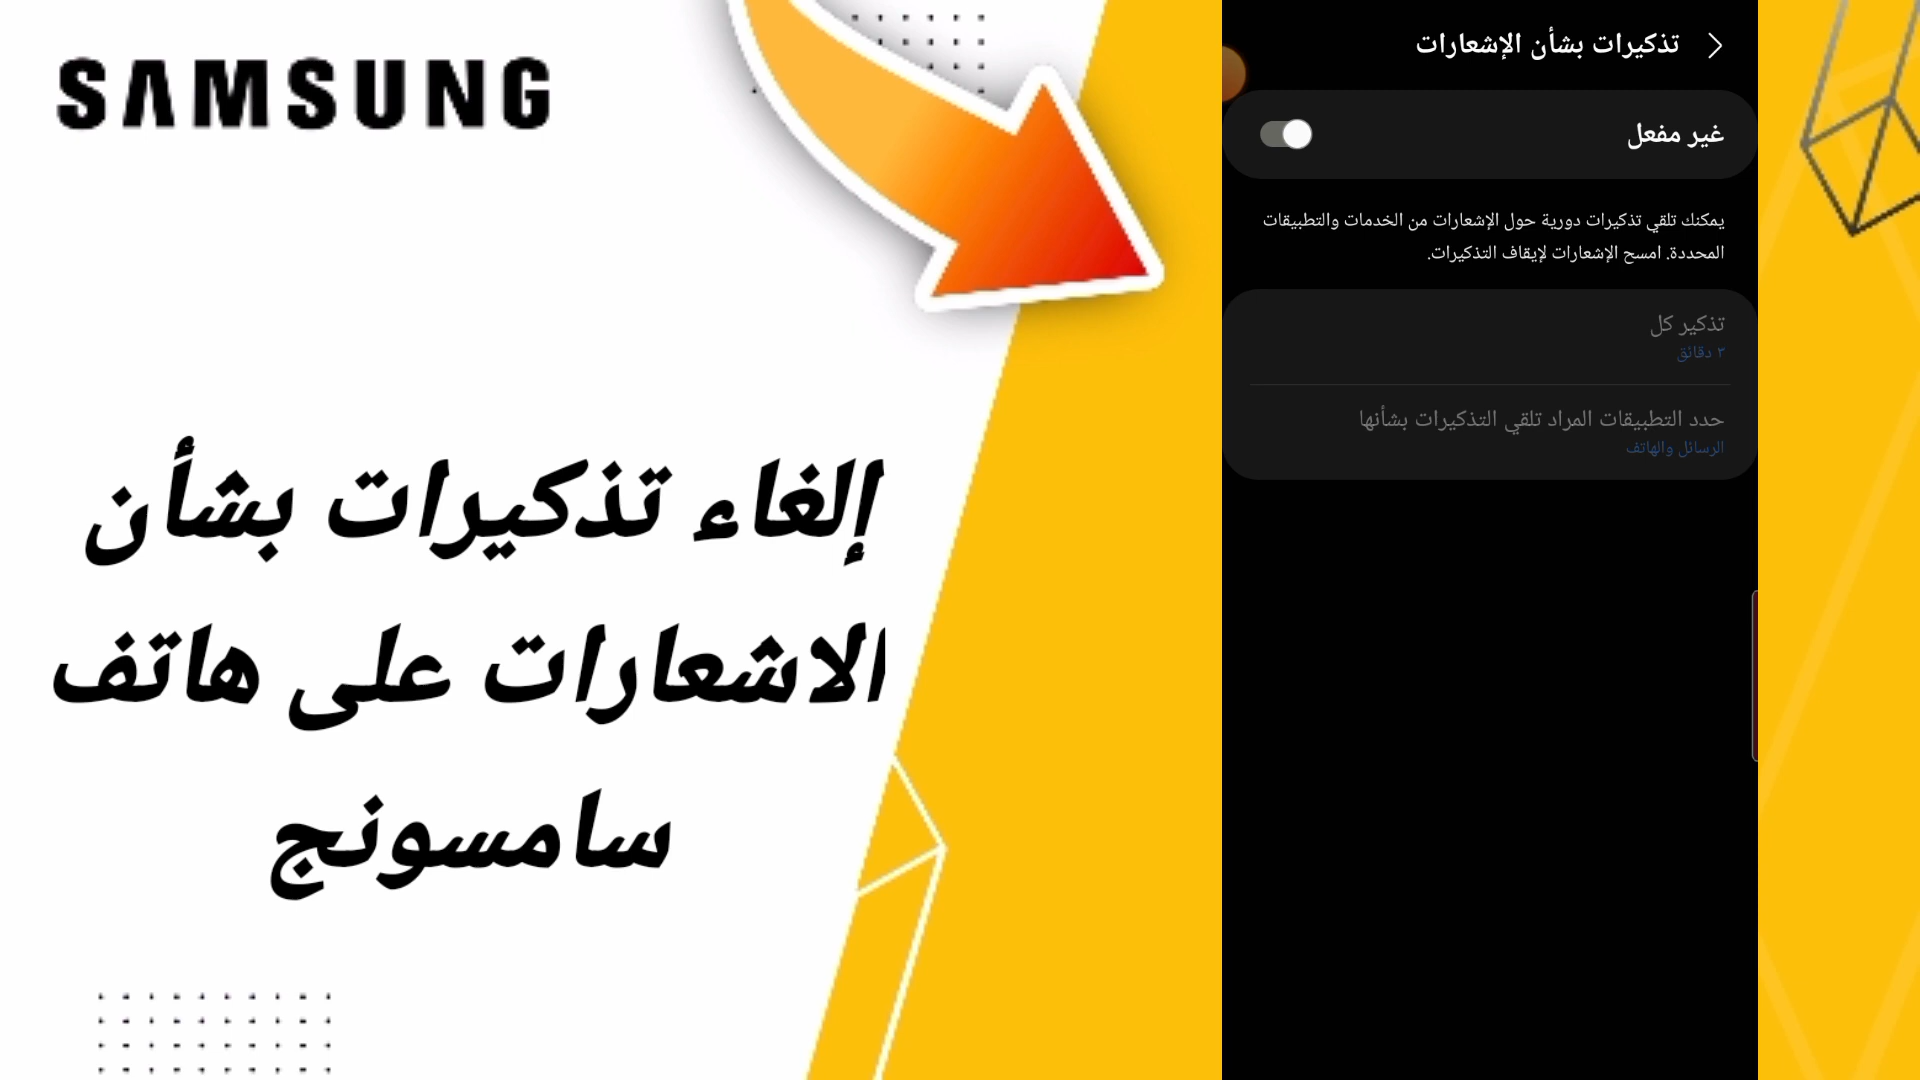 SAMSUNG
إلغاء تذكيرات بشأن
الاشعارات على هاتف
سامسونج
تذكيرات بشأن الإشعارات
غير مفعل
يمكنك تلقي تذكيرات دورية حول الإشعارات من الخدمات والتطبيقات
المحددة. امسح الإشعارات لإيقاف التذكيرات.
تذكير كل
٣ دقائق
حدد التطبيقات المراد تلقي التذكيرات بشأنها
الرسائل والهاتف